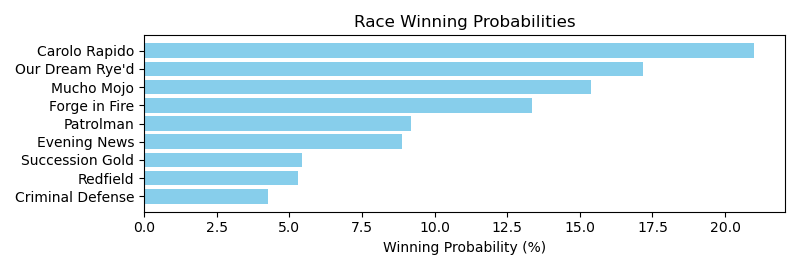 Race Winning Probabilities
Carolo Rapido
Our Dream Rye'd
Mucho Mojo
Forge in Fire
Patrolman
Evening News
Succession Gold
Redfield
Criminal Defense
0.0 2.5 5.0 7.5 10.0 12.5 15.0 17.5 20.0
Winning Probability (%)